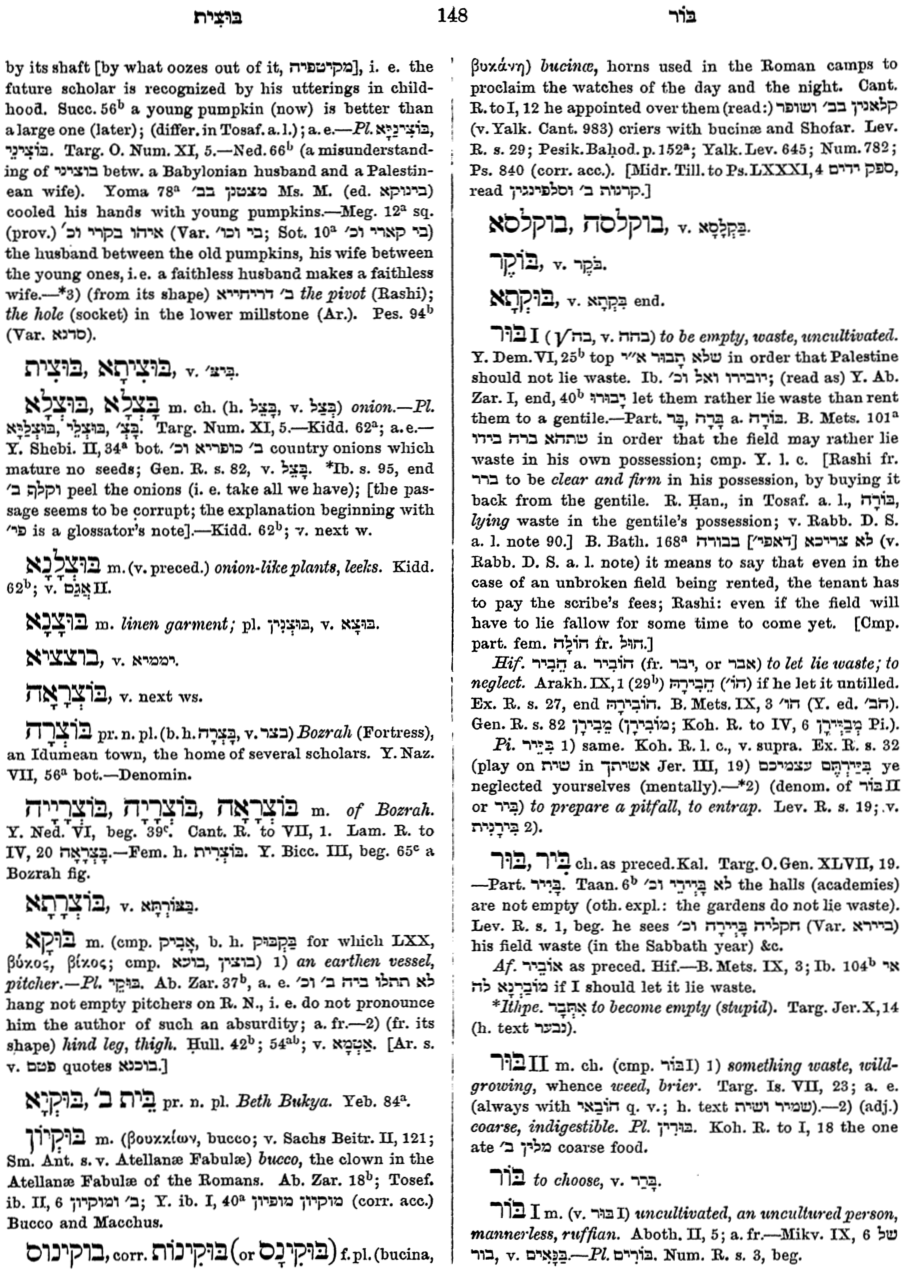 בּוּצִית
148
בּוֹר
by its shaft [by what oozes out of it, מקיטפיה], i. e. the
future scholar is recognized by his utterings in child-
hood. Succ. 56ᵇ a young pumpkin (now) is better than
a large one (later); (differ. in Tosaf. a. l.); a. e.—Pl. בּוּצִינַיָּא,
בּוֹצִינֵי. Targ. O. Num. XI, 5.—Ned. 66ᵇ (a misunderstand-
ing of בוציני betw. a Babylonian husband and a Palestin-
ean wife). Yoma 78ᵃ מצטנן בב׳ Ms. M. (ed. בינוקא)
cooled his hands with young pumpkins.—Meg. 12ᵃ sq.
(prov.) איהו בקרי וכ׳ (Var. בי וכו׳; Sot. 10ᵃ בי קארי וכ׳)
the husband between the old pumpkins, his wife between
the young ones, i. e. a faithless husband makes a faithless
wife.—*3) (from its shape) ב׳ דריחייא the pivot (Rashi);
the hole (socket) in the lower millstone (Ar.). Pes. 94ᵇ
(Var. סדנא).
בּוּצִיתָא, בּוּצִית, v. בִּיצ׳.
בָּצְלָא, בּוּצְלָא m. ch. (h. בָּצָל, v. בְּצַל) onion.—Pl.
בָּצ׳, בּוּצְלֵי, בּוּצְלַיָּא. Targ. Num. XI, 5.—Kidd. 62ᵃ; a. e.—
Y. Shebi. II, 34ᵃ bot. ב׳ כופרייא וכ׳ country onions which
mature no seeds; Gen. R. s. 82, v. בָּצָל. *Ib. s. 95, end
וקלף ב׳ peel the onions (i. e. take all we have); [the pas-
sage seems to be corrupt; the explanation beginning with
פי׳ is a glossator's note].—Kidd. 62ᵇ; v. next w.
בּוּצְלָנָא m. (v. preced.) onion-like plants, leeks. Kidd.
62ᵇ; v. אֲגַם II.
בּוּצָנָא m. linen garment; pl. בּוּצְנִין, v. בּוּצָא.
בוצציא, v. יממיא.
בּוֹצְרָאָה, v. next ws.
בּוֹצְרָה pr. n. pl. (b. h. בָּצְרָה, v. בצר) Bozrah (Fortress),
an Idumean town, the home of several scholars. Y. Naz.
VII, 56ᵃ bot.—Denomin.
בּוֹצְרָאָה, בּוֹצְרָיָה, בּוֹצְרָיִיה m. of Bozrah.
Y. Ned. VI, beg. 39ᶜ. Cant. R. to VII, 1. Lam. R. to
IV, 20 בָּצְרָאָה.—Fem. h. בּוֹצְרִית. Y. Bicc. III, beg. 65ᶜ a
Bozrah fig.
בּוּצְרָתָא, v. בַּצּוֹרְתָּא.
בּוּקָא m. (cmp. אָבִיק, b. h. בַּקְבּוּק for which LXX,
βύκος, βίκος; cmp. בוצין, בוטא) 1) an earthen vessel,
pitcher.—Pl. בּוּקֵי. Ab. Zar. 37ᵇ, a. e. לא תתלו ביה ב׳ וכ׳
hang not empty pitchers on R. N., i. e. do not pronounce
him the author of such an absurdity; a. fr.—2) (fr. its
shape) hind leg, thigh. Ḥull. 42ᵇ; 54ᵃᵇ; v. אַטְמָא. [Ar. s.
v. פטם quotes בוכנא.]
בֵּית ב׳, בּוּקְיָא pr. n. pl. Beth Bukya. Yeb. 84ᵃ.
בּוּקְיוֹן m. (βουκκίων, bucco; v. Sachs Beitr. II, 121;
Sm. Ant. s. v. Atellanæ Fabulæ) bucco, the clown in the
Atellanæ Fabulæ of the Romans. Ab. Zar. 18ᵇ; Tosef.
ib. II, 6 ב׳ ומוקיון; Y. ib. I, 40ᵃ מוקיון מופיון (corr. acc.)
Bucco and Macchus.
בוקינוס, corr. בּוּקִינוֹת (or בּוּקִינָס) f. pl. (bucina,
βυκάνη) bucinæ, horns used in the Roman camps to
proclaim the watches of the day and the night. Cant.
R. to I, 12 he appointed over them (read:) קלאנין בב׳ ושופר
(v. Yalk. Cant. 983) criers with bucinæ and Shofar. Lev.
R. s. 29; Pesik. Baḥod. p. 152ᵃ; Yalk. Lev. 645; Num. 782;
Ps. 840 (corr. acc.). [Midr. Till. to Ps. LXXXI, 4 ספק ידים,
read קרנות ב׳ וסלפינגין.]
בוקלסה, בוקלסא, v. בַּקְלָסָא.
בּוֹקֶר, v. בֹּקֶר.
בּוּקְתָא, v. בִּקְתָא end.
בּוּר I (√בה, v. בהה) to be empty, waste, uncultivated.
Y. Dem. VI, 25ᵇ top שלא תָבוּר א״י in order that Palestine
should not lie waste. Ib. יובירו ואל וכ׳; (read as) Y. Ab.
Zar. I, end, 40ᵇ יָבוּרוּ let them rather lie waste than rent
them to a gentile.—Part. בָּר, בָּרָה a. בּוֹרָה. B. Mets. 101ᵃ
שתהא ברה בידו in order that the field may rather lie
waste in his own possession; cmp. Y. l. c. [Rashi fr.
ברר to be clear and firm in his possession, by buying it
back from the gentile. R. Ḥan., in Tosaf. a. l., בּוֹרָה,
lying waste in the gentile's possession; v. Rabb. D. S.
a. l. note 90.] B. Bath. 168ᵃ לא צריכא [דאפי׳] בבורה (v.
Rabb. D. S. a. l. note) it means to say that even in the
case of an unbroken field being rented, the tenant has
to pay the scribe's fees; Rashi: even if the field will
have to lie fallow for some time to come yet. [Cmp.
part. fem. חוֹלָה fr. חוּל.]
Hif. הֵבִיר a. הוֹבִיר (fr. יבר, or אבר) to let lie waste; to
neglect. Arakh. IX, 1 (29ᵇ) הֱבִירָהּ (הו׳) if he let it untilled.
Ex. R. s. 27, end הוֹבִירָהּ. B. Mets. IX, 3 הו׳ (Y. ed. הב׳).
Gen. R. s. 82 מְבִירָן (מוֹבִירָן; Koh. R. to IV, 6 מְבַיְּירָן Pi.).
Pi. בִּיֵּיר 1) same. Koh. R. l. c., v. supra. Ex. R. s. 32
(play on שית in אשיתך Jer. III, 19) בִּיַּירְתֶּם עצמיכם ye
neglected yourselves (mentally).—*2) (denom. of בּוֹר II
or בִּיר) to prepare a pitfall, to entrap. Lev. R. s. 19; v.
בִּירָנִית 2).
בּוּר, בִּיר ch. as preced. Kal. Targ. O. Gen. XLVII, 19.
—Part. בָּיֵיר. Taan. 6ᵇ לא בָּיְירֵי וכ׳ the halls (academies)
are not empty (oth. expl.: the gardens do not lie waste).
Lev. R. s. 1, beg. he sees חקליה בָּיְירָה וכ׳ (Var. ביירא)
his field waste (in the Sabbath year) &c.
Af. אוֹבִיר as preced. Hif.—B. Mets. IX, 3; Ib. 104ᵇ אי
מוֹבַרְנָא לה if I should let it lie waste.
*Ithpe. אִתְּבָר to become empty (stupid). Targ. Jer. X, 14
(h. text נבער).
בּוּר II m. ch. (cmp. בּוֹר I) 1) something waste, wild-
growing, whence weed, brier. Targ. Is. VII, 23; a. e.
(always with הוֹבָאי q. v.; h. text שמיר ושית).—2) (adj.)
coarse, indigestible. Pl. בּוּרִין. Koh. R. to I, 18 the one
ate מלין ב׳ coarse food.
בּוּר to choose, v. בָּרַר.
בּוּר I m. (v. בּוּר I) uncultivated, an uncultured person,
mannerless, ruffian. Aboth. II, 5; a. fr.—Mikv. IX, 6 של
בור, v. בַּנָּאִים.—Pl. בּוּרִים. Num. R. s. 3, beg.